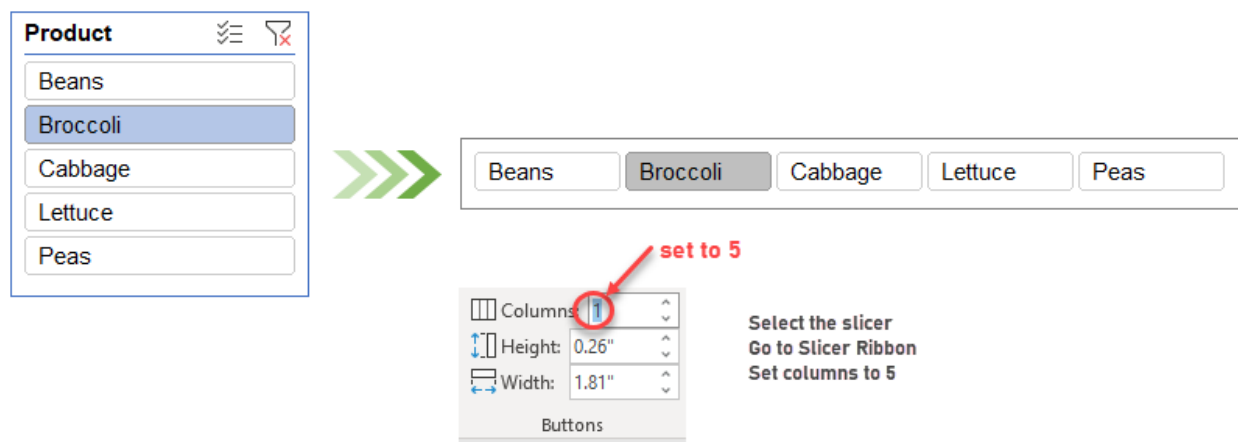 Product
Beans
Broccoli
Cabbage
Lettuce
Peas
Beans Broccoli Cabbage Lettuce Peas
set to 5
Columns: 1
Height: 0.26"
Width: 1.81"
Buttons
Select the slicer
Go to Slicer Ribbon
Set columns to 5